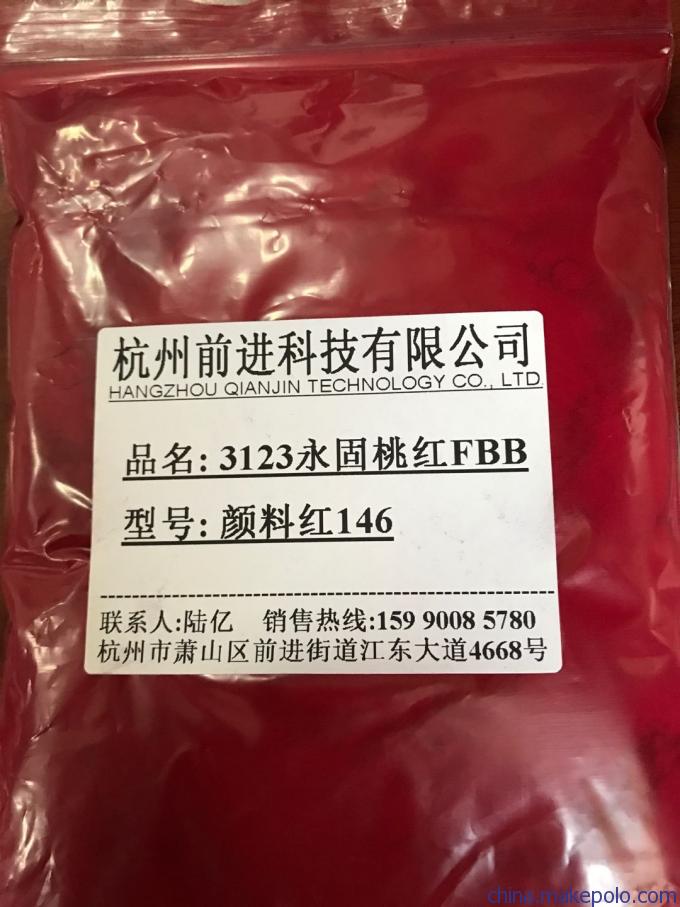 杭州前进科技有限公司
HANGZHOU QIANJIN TECHNOLOGY CO., LTD.
品名: 3123永固桃红FBB
型号: 颜料红146
联系人:陆亿 销售热线:159 9008 5780
杭州市萧山区前进街道江东大道4668号
china.makepolo.com